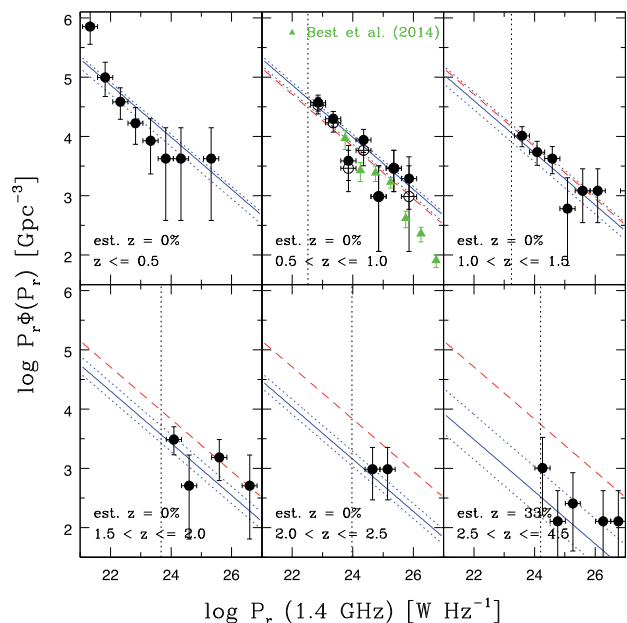 Best et al. (2014)
6
5
4
3
2
est. z = 0%
z <= 0.5
est. z = 0%
0.5 < z <= 1.0
est. z = 0%
1.0 < z <= 1.5
log PᵣΦ(Pᵣ) [Gpc⁻³]
6
5
4
3
2
est. z = 0%
1.5 < z <= 2.0
est. z = 0%
2.0 < z <= 2.5
est. z = 33%
2.5 < z <= 4.5
22 24 26 22 24 26 22 24 26
log Pᵣ (1.4 GHz) [W Hz⁻¹]